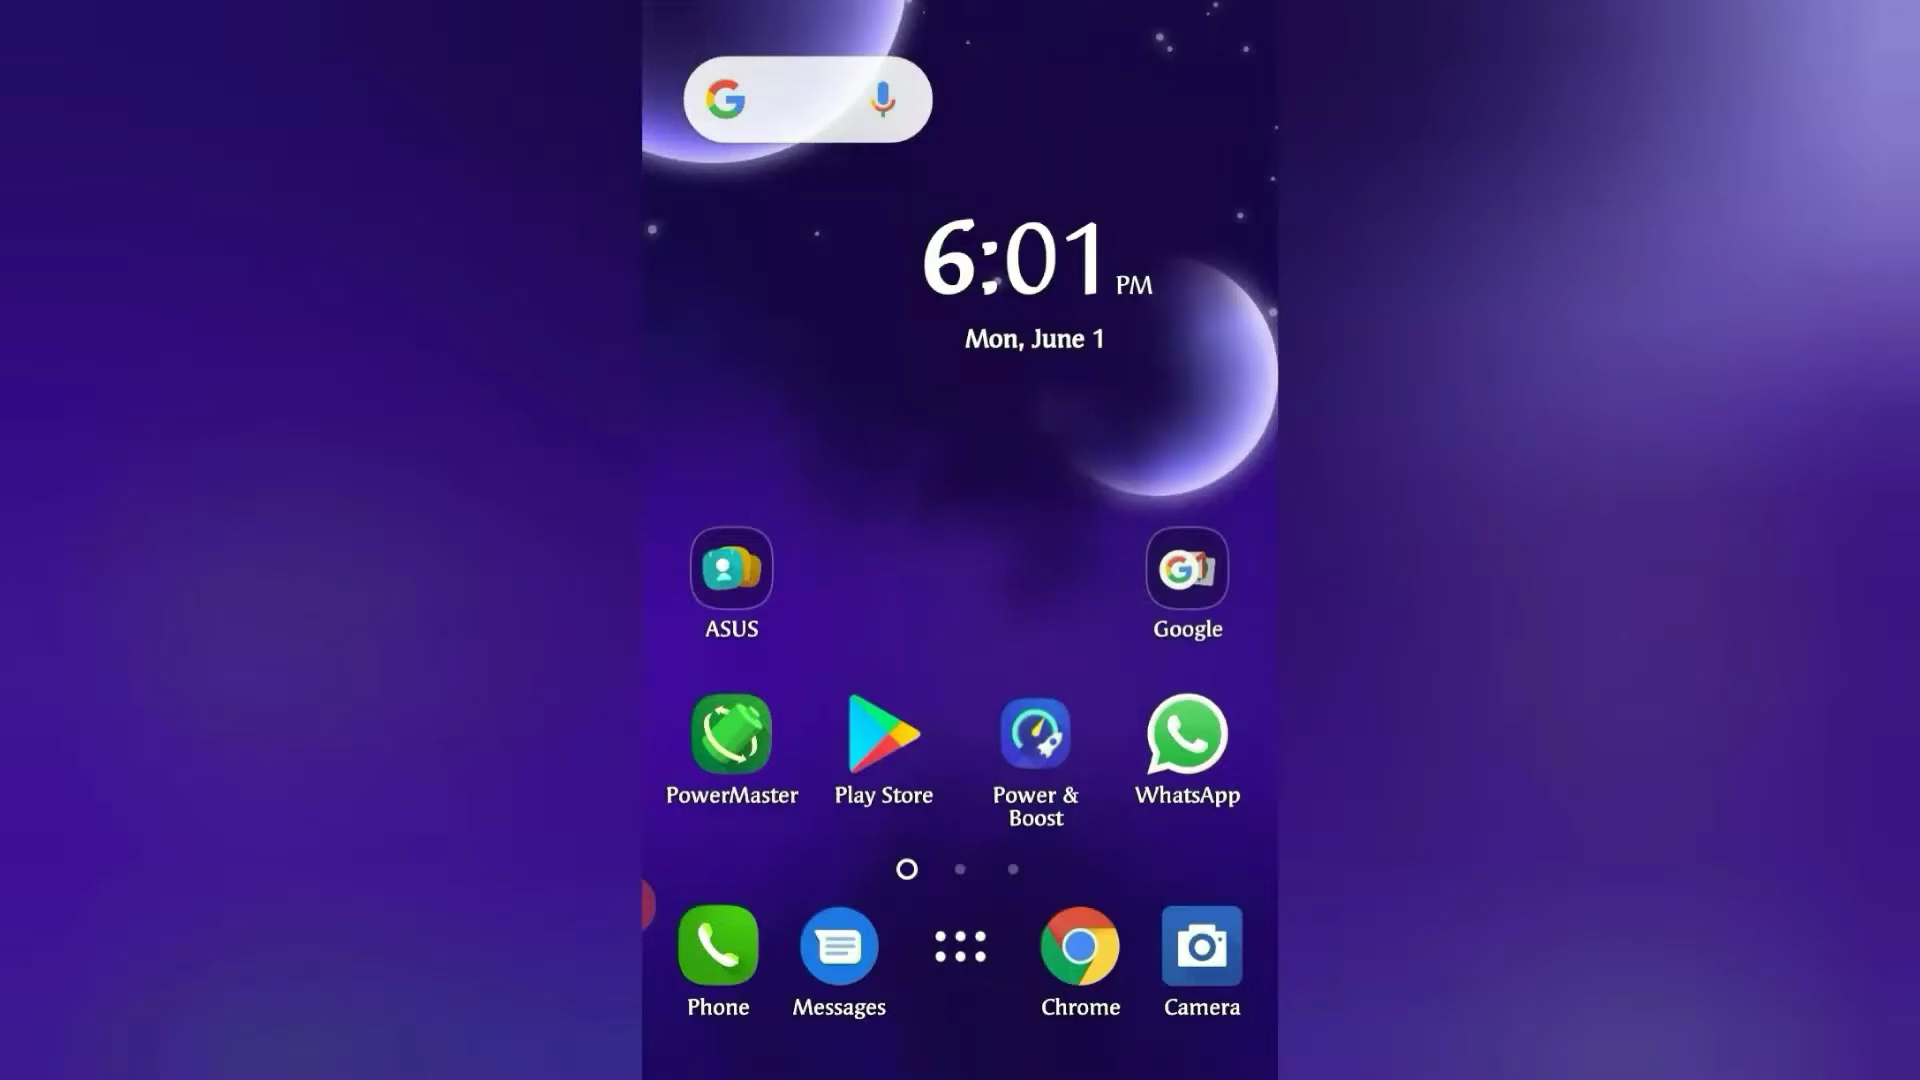 6:01 PM
Mon, June 1
ASUS
Google
PowerMaster
Play Store
Power &
Boost
WhatsApp
Phone
Messages
Chrome
Camera